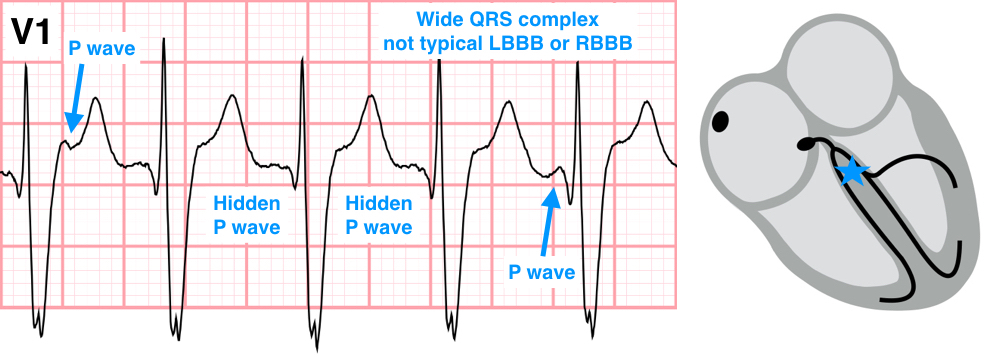 V1
P wave
Wide QRS complex
not typical LBBB or RBBB
Hidden
P wave
Hidden
P wave
P wave